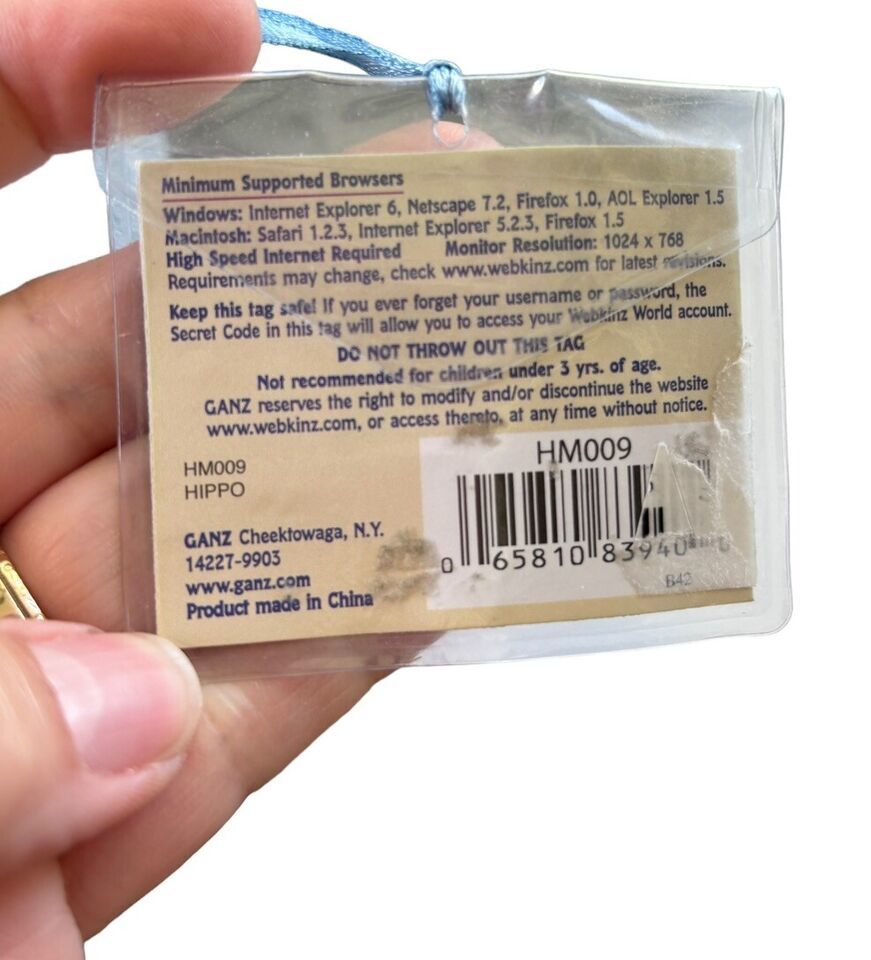 Minimum Supported Browsers
Windows: Internet Explorer 6, Netscape 7.2, Firefox 1.0, AOL Explorer 1.5
Macintosh: Safari 1.2.3, Internet Explorer 5.2.3, Firefox 1.5
High Speed Internet Required Monitor Resolution: 1024 x 768
Requirements may change, check www.webkinz.com for latest revisions.
Keep this tag safe! If you ever forget your username or password, the
Secret Code in this tag will allow you to access your Webkinz World account.
DO NOT THROW OUT THIS TAG
Not recommended for children under 3 yrs. of age.
GANZ reserves the right to modify and/or discontinue the website
www.webkinz.com, or access thereto, at any time without notice.
HM009
HM009
HIPPO
GANZ Cheektowaga, N.Y.
14227-9903
www.ganz.com
Product made in China
0 65810 83940
B42